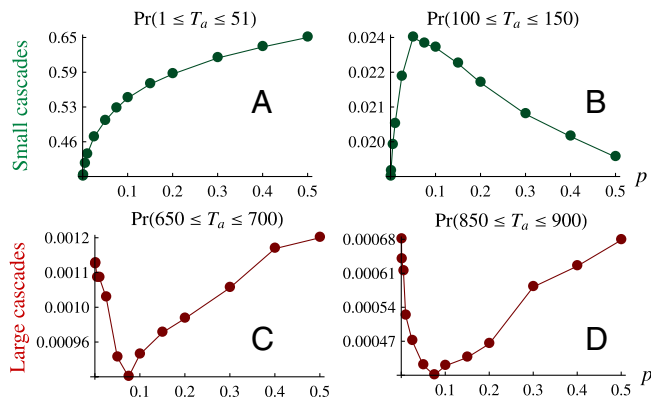 Pr(1 ≤ Ta ≤ 51)
Pr(100 ≤ Ta ≤ 150)
Small cascades
0.65
0.59
0.53
0.46
A
0.1 0.2 0.3 0.4 0.5
0.024
0.022
0.021
0.020
B
0.1 0.2 0.3 0.4 0.5 p
Pr(650 ≤ Ta ≤ 700)
Pr(850 ≤ Ta ≤ 900)
Large cascades
0.0012
0.0011
0.0010
0.00096
C
0.1 0.2 0.3 0.4 0.5
0.00068
0.00061
0.00054
0.00047
D
0.1 0.2 0.3 0.4 0.5 p